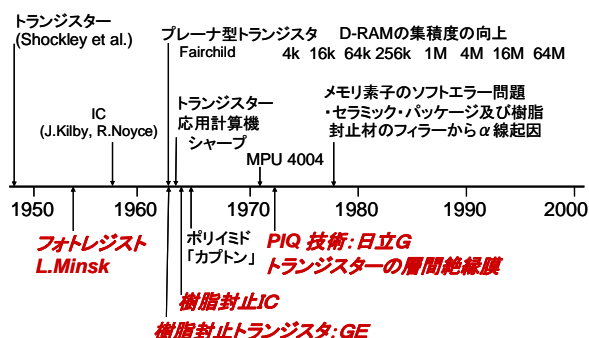 トランジスター
(Shockley et al.)
プレーナ型トランジスタ
Fairchild
D-RAMの集積度の向上
4k 16k 64k 256k 1M 4M 16M 64M
IC
(J.Kilby, R.Noyce)
トランジスター
応用計算機
シャープ
MPU 4004
メモリ素子のソフトエラー問題
・セラミック・パッケージ及び樹脂
封止材のフィラーからα線起因
1950 1960 1970 1980 1990 2000
フォトレジスト
L.Minsk
ポリイミド
「カプトン」
PIQ 技術：日立G
トランジスターの層間絶縁膜
樹脂封止IC
樹脂封止トランジスタ：GE